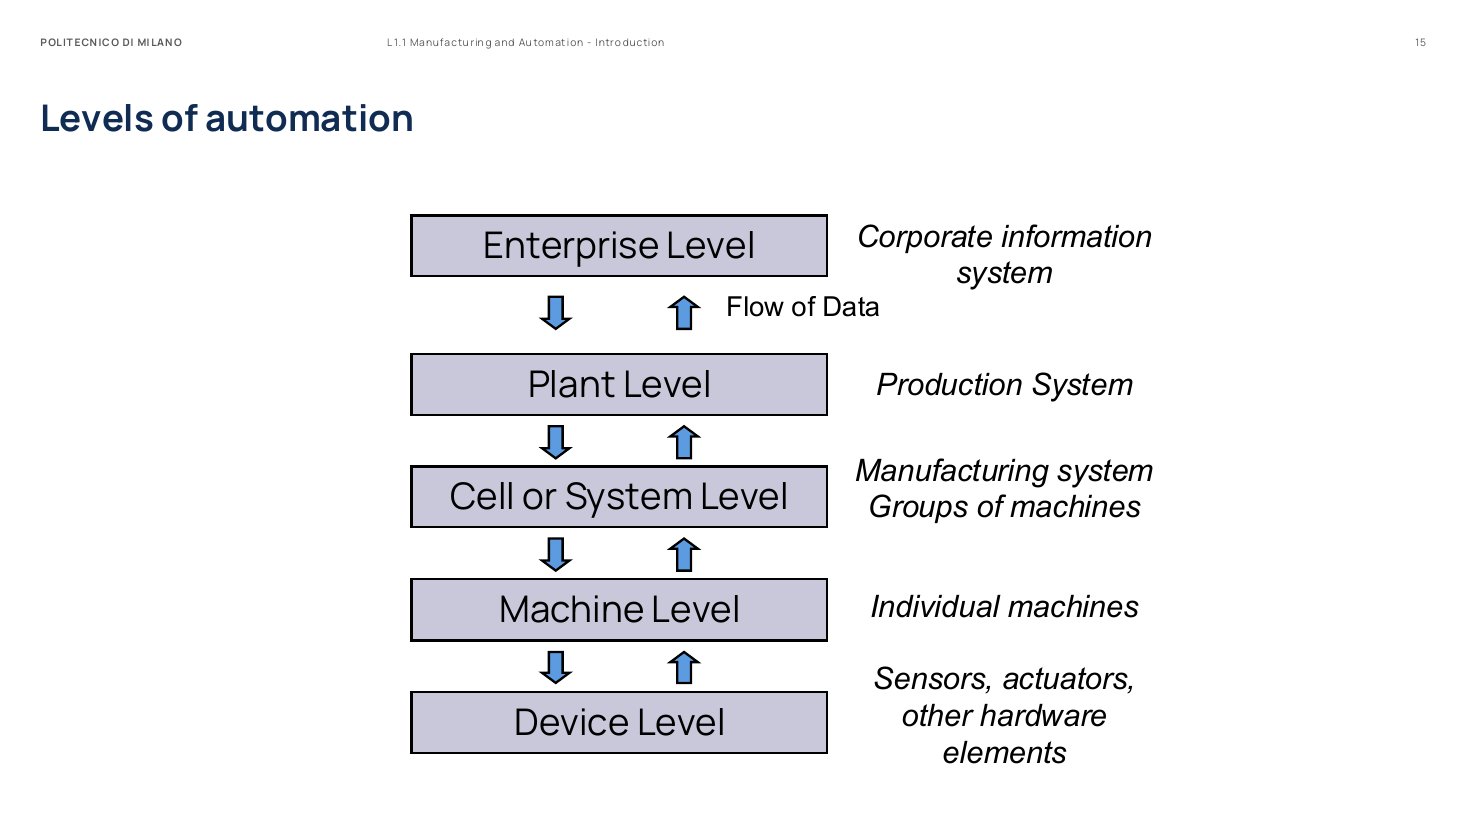 POLITECNICO DI MILANO
L1.1 Manufacturing and Automation - Introduction
15
Levels of automation
Enterprise Level
Corporate information
system
Flow of Data
Plant Level
Production System
Cell or System Level
Manufacturing system
Groups of machines
Machine Level
Individual machines
Device Level
Sensors, actuators,
other hardware
elements